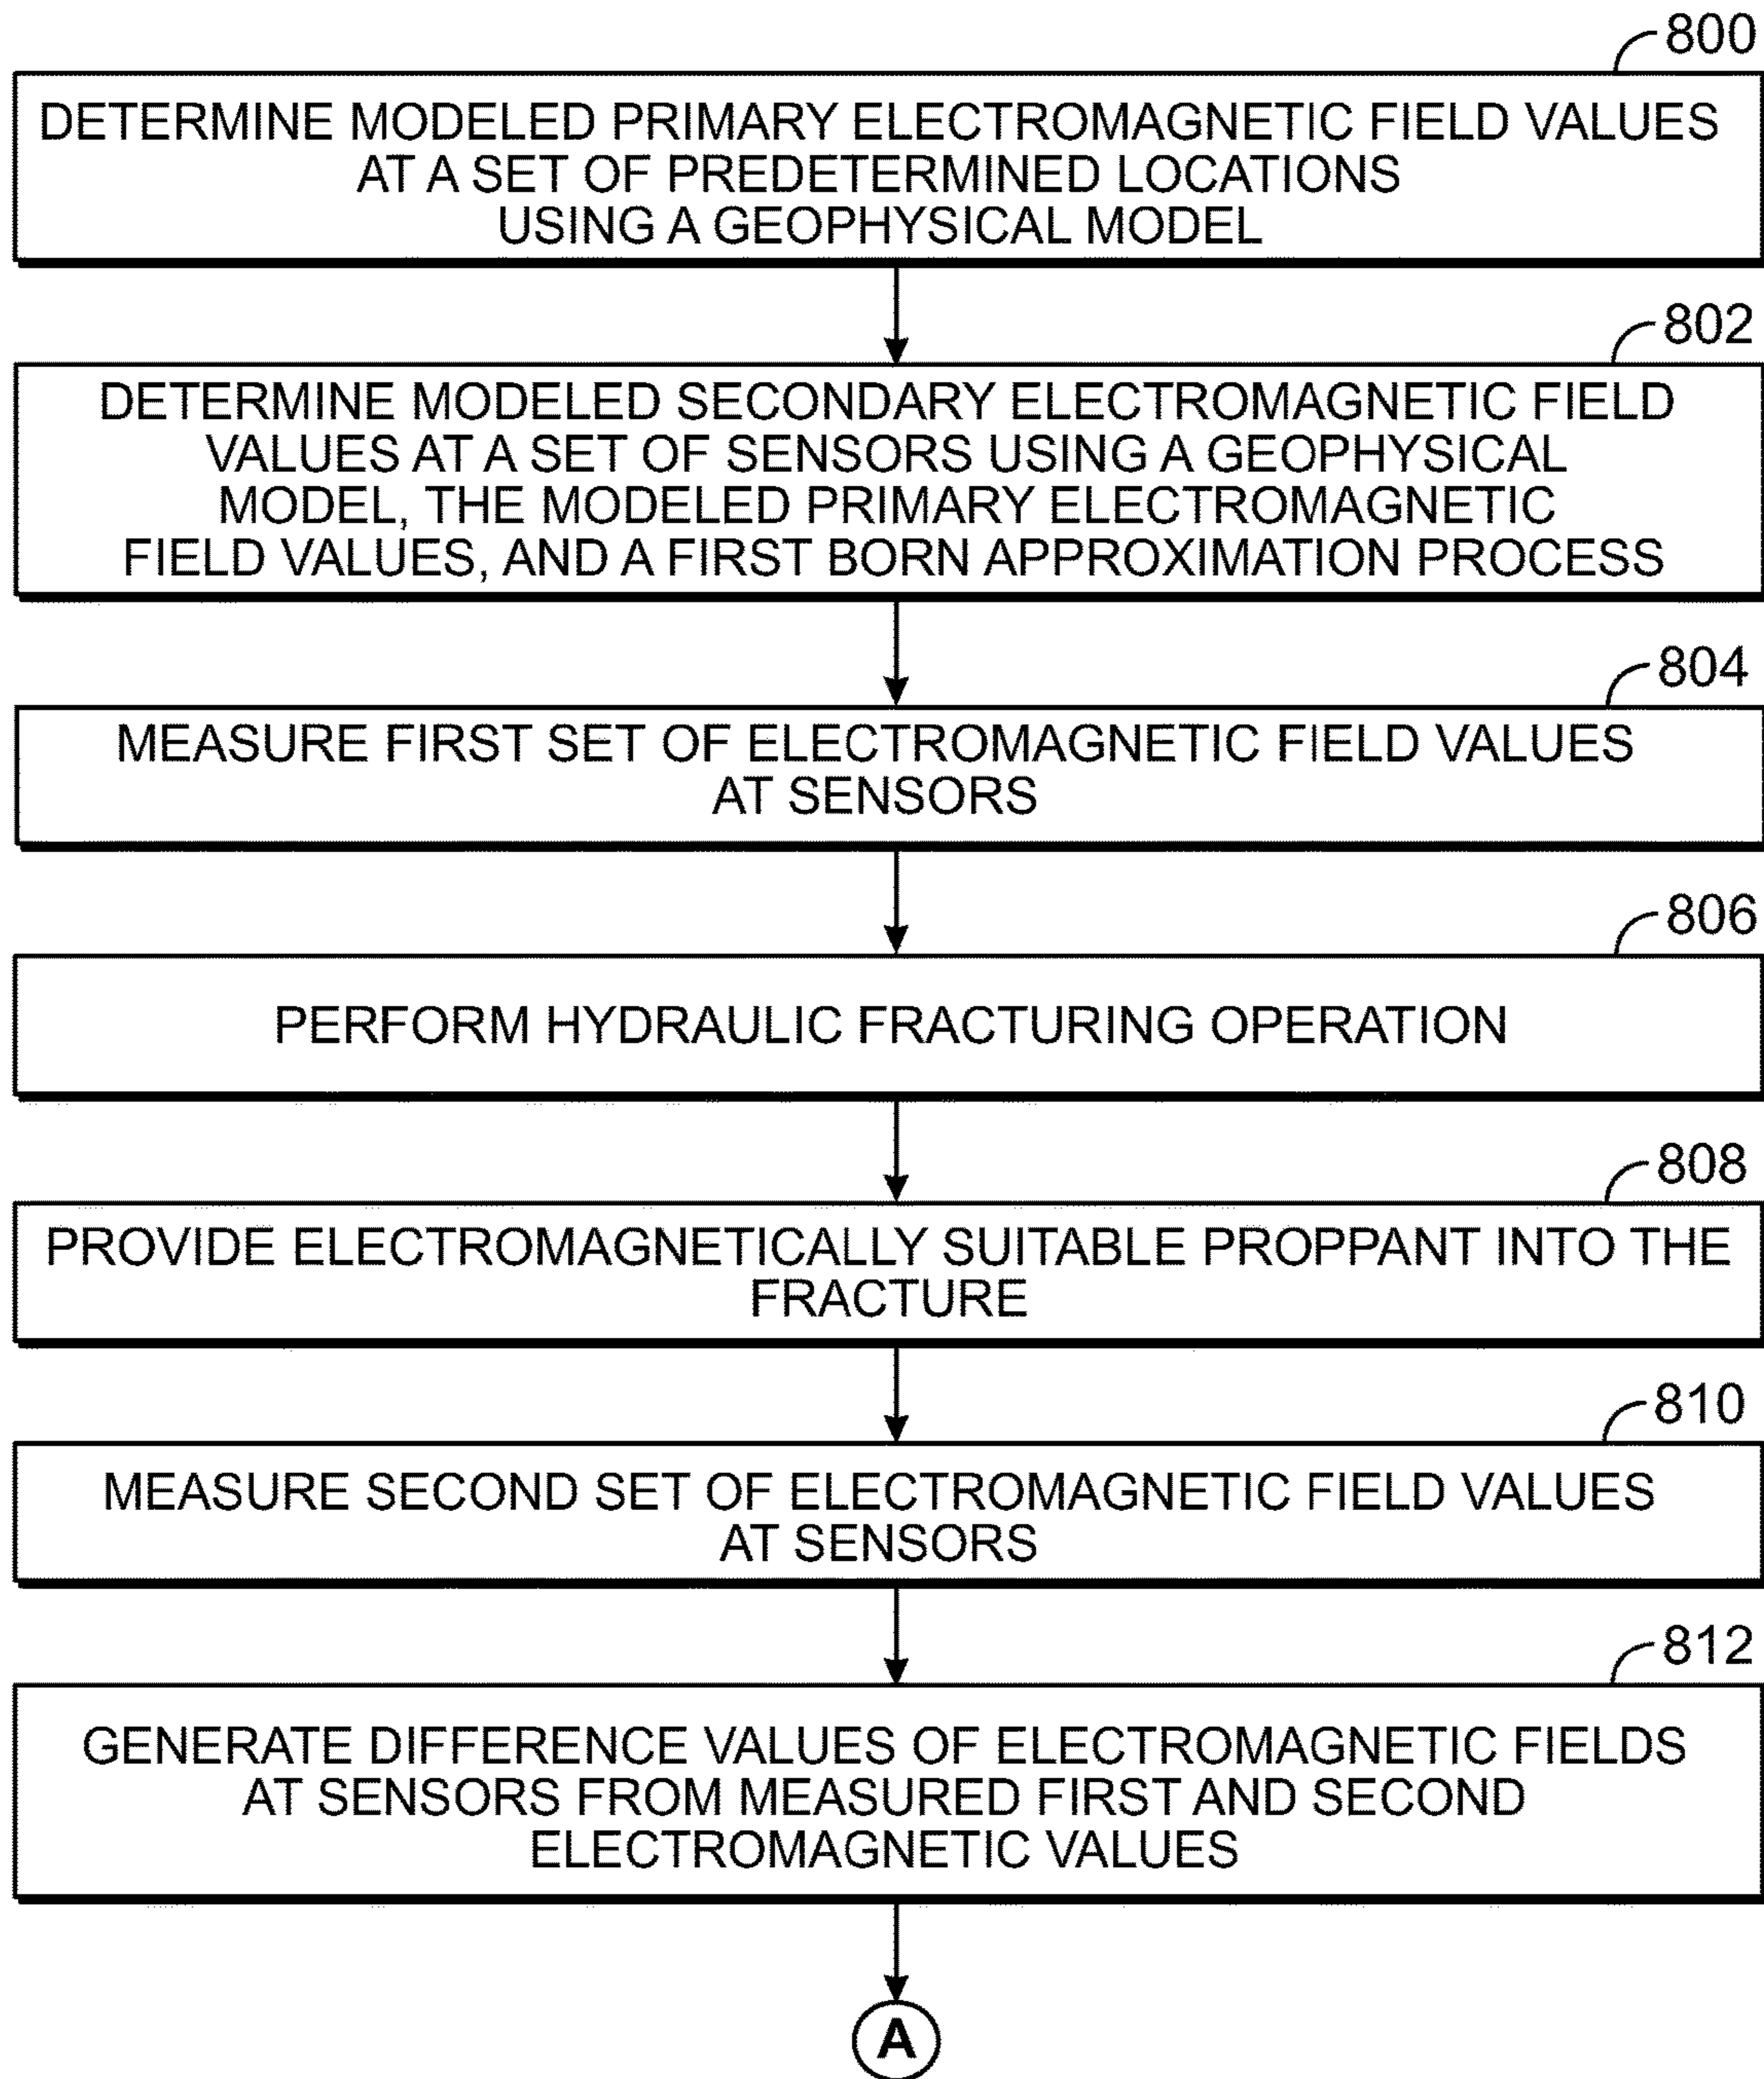 800
DETERMINE MODELED PRIMARY ELECTROMAGNETIC FIELD VALUES
AT A SET OF PREDETERMINED LOCATIONS
USING A GEOPHYSICAL MODEL
802
DETERMINE MODELED SECONDARY ELECTROMAGNETIC FIELD
VALUES AT A SET OF SENSORS USING A GEOPHYSICAL
MODEL, THE MODELED PRIMARY ELECTROMAGNETIC
FIELD VALUES, AND A FIRST BORN APPROXIMATION PROCESS
804
MEASURE FIRST SET OF ELECTROMAGNETIC FIELD VALUES
AT SENSORS
806
PERFORM HYDRAULIC FRACTURING OPERATION
808
PROVIDE ELECTROMAGNETICALLY SUITABLE PROPPANT INTO THE
FRACTURE
810
MEASURE SECOND SET OF ELECTROMAGNETIC FIELD VALUES
AT SENSORS
812
GENERATE DIFFERENCE VALUES OF ELECTROMAGNETIC FIELDS
AT SENSORS FROM MEASURED FIRST AND SECOND
ELECTROMAGNETIC VALUES
A